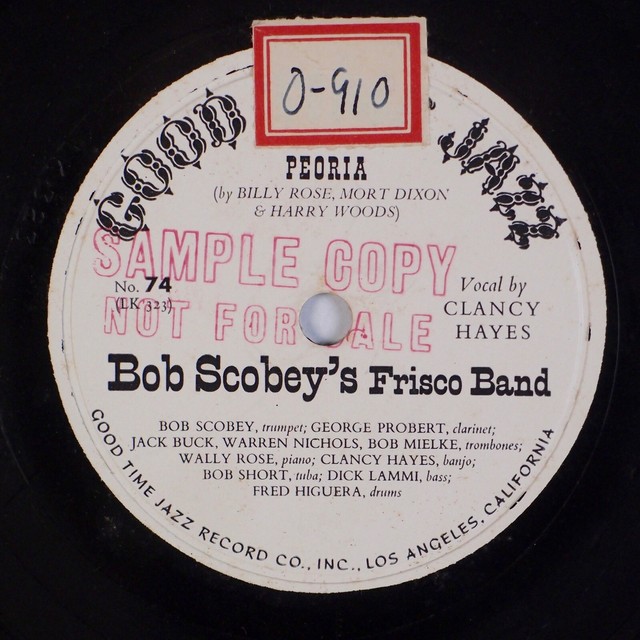 0-910
GOOD JAZZ
PEORIA
(by BILLY ROSE, MORT DIXON
& HARRY WOODS)
SAMPLE COPY
No. 74
(LK 323)
Vocal by
CLANCY
HAYES
NOT FOR SALE
Bob Scobey's Frisco Band
BOB SCOBEY, trumpet; GEORGE PROBERT, clarinet;
JACK BUCK, WARREN NICHOLS, BOB MIELKE, trombones;
WALLY ROSE, piano; CLANCY HAYES, banjo;
BOB SHORT, tuba; DICK LAMMI, bass;
FRED HIGUERA, drums
GOOD TIME JAZZ RECORD CO., INC., LOS ANGELES, CALIFORNIA